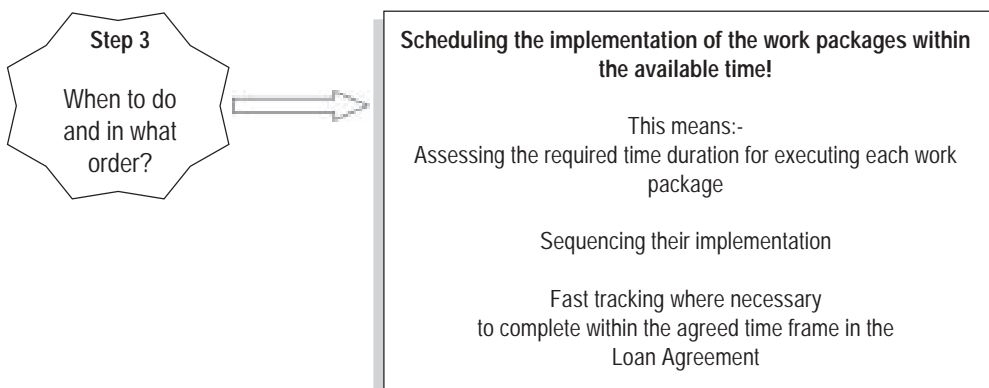 Step 3
When to do
and in what
order?
Scheduling the implementation of the work packages within
the available time!
This means:-
Assessing the required time duration for executing each work
package
Sequencing their implementation
Fast tracking where necessary
to complete within the agreed time frame in the
Loan Agreement